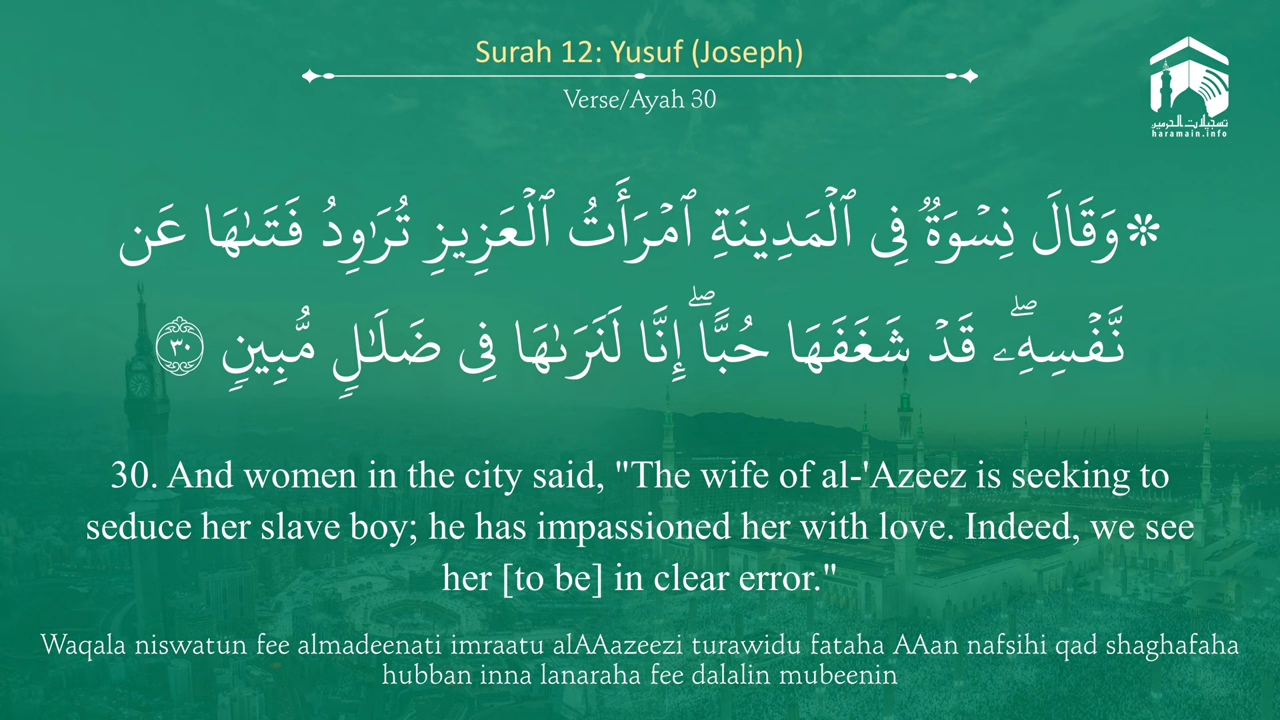 Surah 12: Yusuf (Joseph)
Verse/Ayah 30
تسجيلات الحرمين
haramain.info
۞وَقَالَ نِسۡوَةٞ فِي ٱلۡمَدِينَةِ ٱمۡرَأَتُ ٱلۡعَزِيزِ تُرَٰوِدُ فَتَىٰهَا عَن
نَّفۡسِهِۦۖ قَدۡ شَغَفَهَا حُبًّاۖ إِنَّا لَنَرَىٰهَا فِي ضَلَٰلٖ مُّبِينٖ ٣٠
30. And women in the city said, "The wife of al-'Azeez is seeking to
seduce her slave boy; he has impassioned her with love. Indeed, we see
her [to be] in clear error."
Waqala niswatun fee almadeenati imraatu alAAazeezi turawidu fataha AAan nafsihi qad shaghafaha
hubban inna lanaraha fee dalalin mubeenin